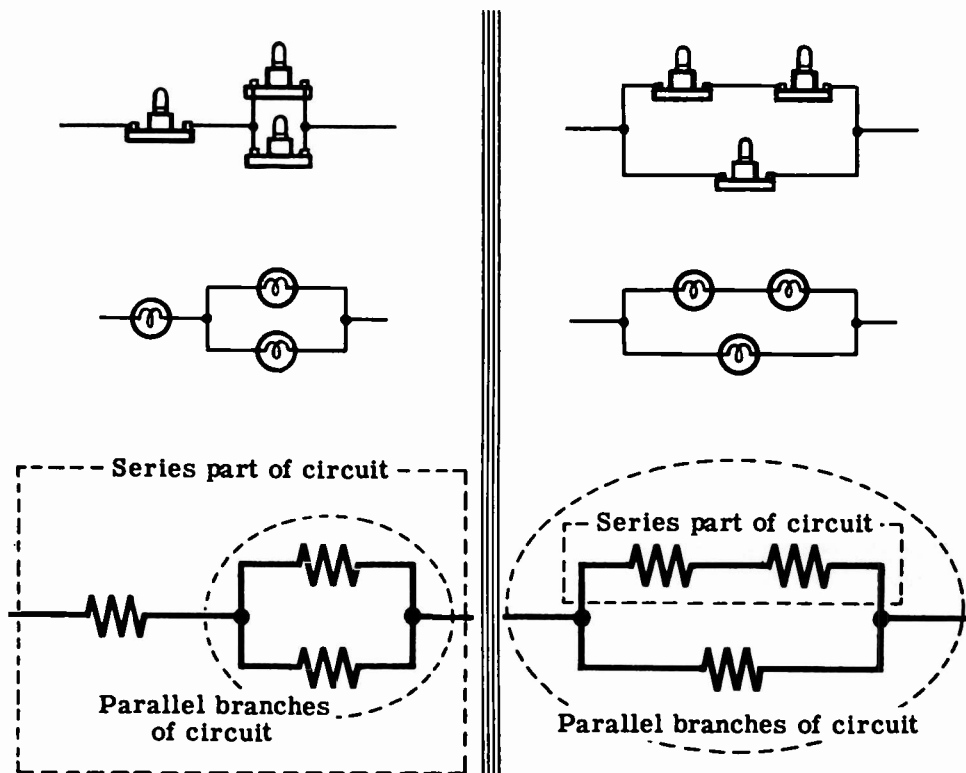 Series part of circuit
Parallel branches
of circuit
Series part of circuit
Parallel branches of circuit